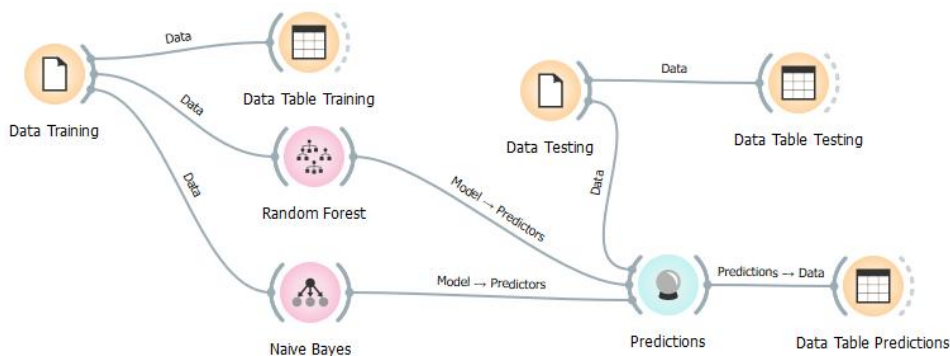 Data
Data Table Training
Data Training
Data
Data
Random Forest
Naive Bayes
Data
Data Testing
Data Table Testing
Data
Model → Predictors
Model → Predictors
Predictions → Data
Predictions
Data Table Predictions